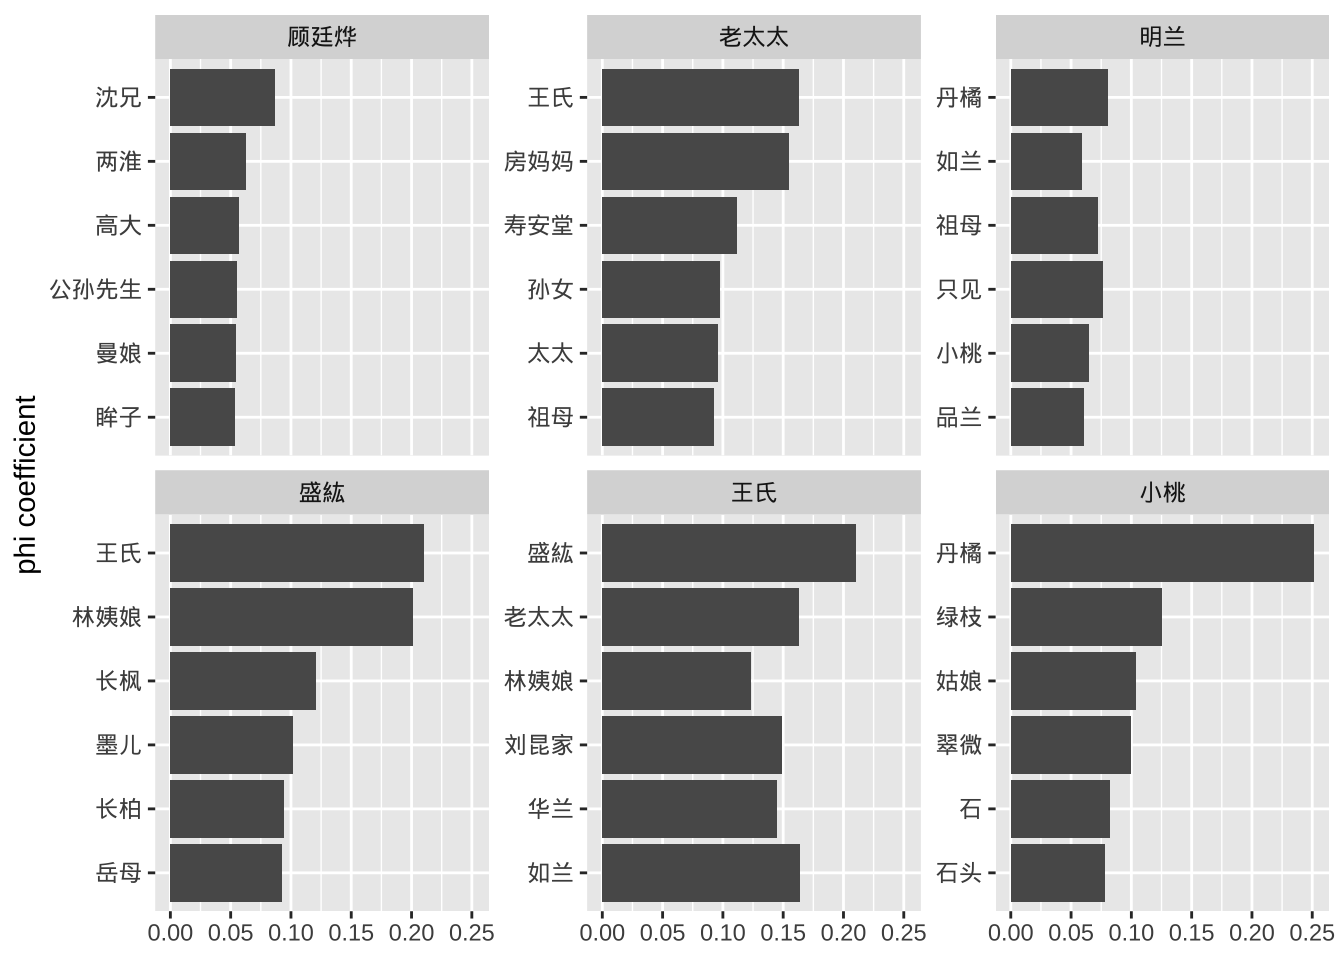 顾廷烨
沈兄
两淮
高大
公孙先生
曼娘
眸子
老太太
王氏
房妈妈
寿安堂
孙女
太太
祖母
明兰
丹橘
如兰
祖母
只见
小桃
品兰
phi coefficient
盛紘
王氏
林姨娘
长枫
墨儿
长柏
岳母
0.00 0.05 0.10 0.15 0.20 0.25
王氏
盛紘
老太太
林姨娘
刘昆家
华兰
如兰
0.00 0.05 0.10 0.15 0.20 0.25
小桃
丹橘
绿枝
姑娘
翠微
石
石头
0.00 0.05 0.10 0.15 0.20 0.25